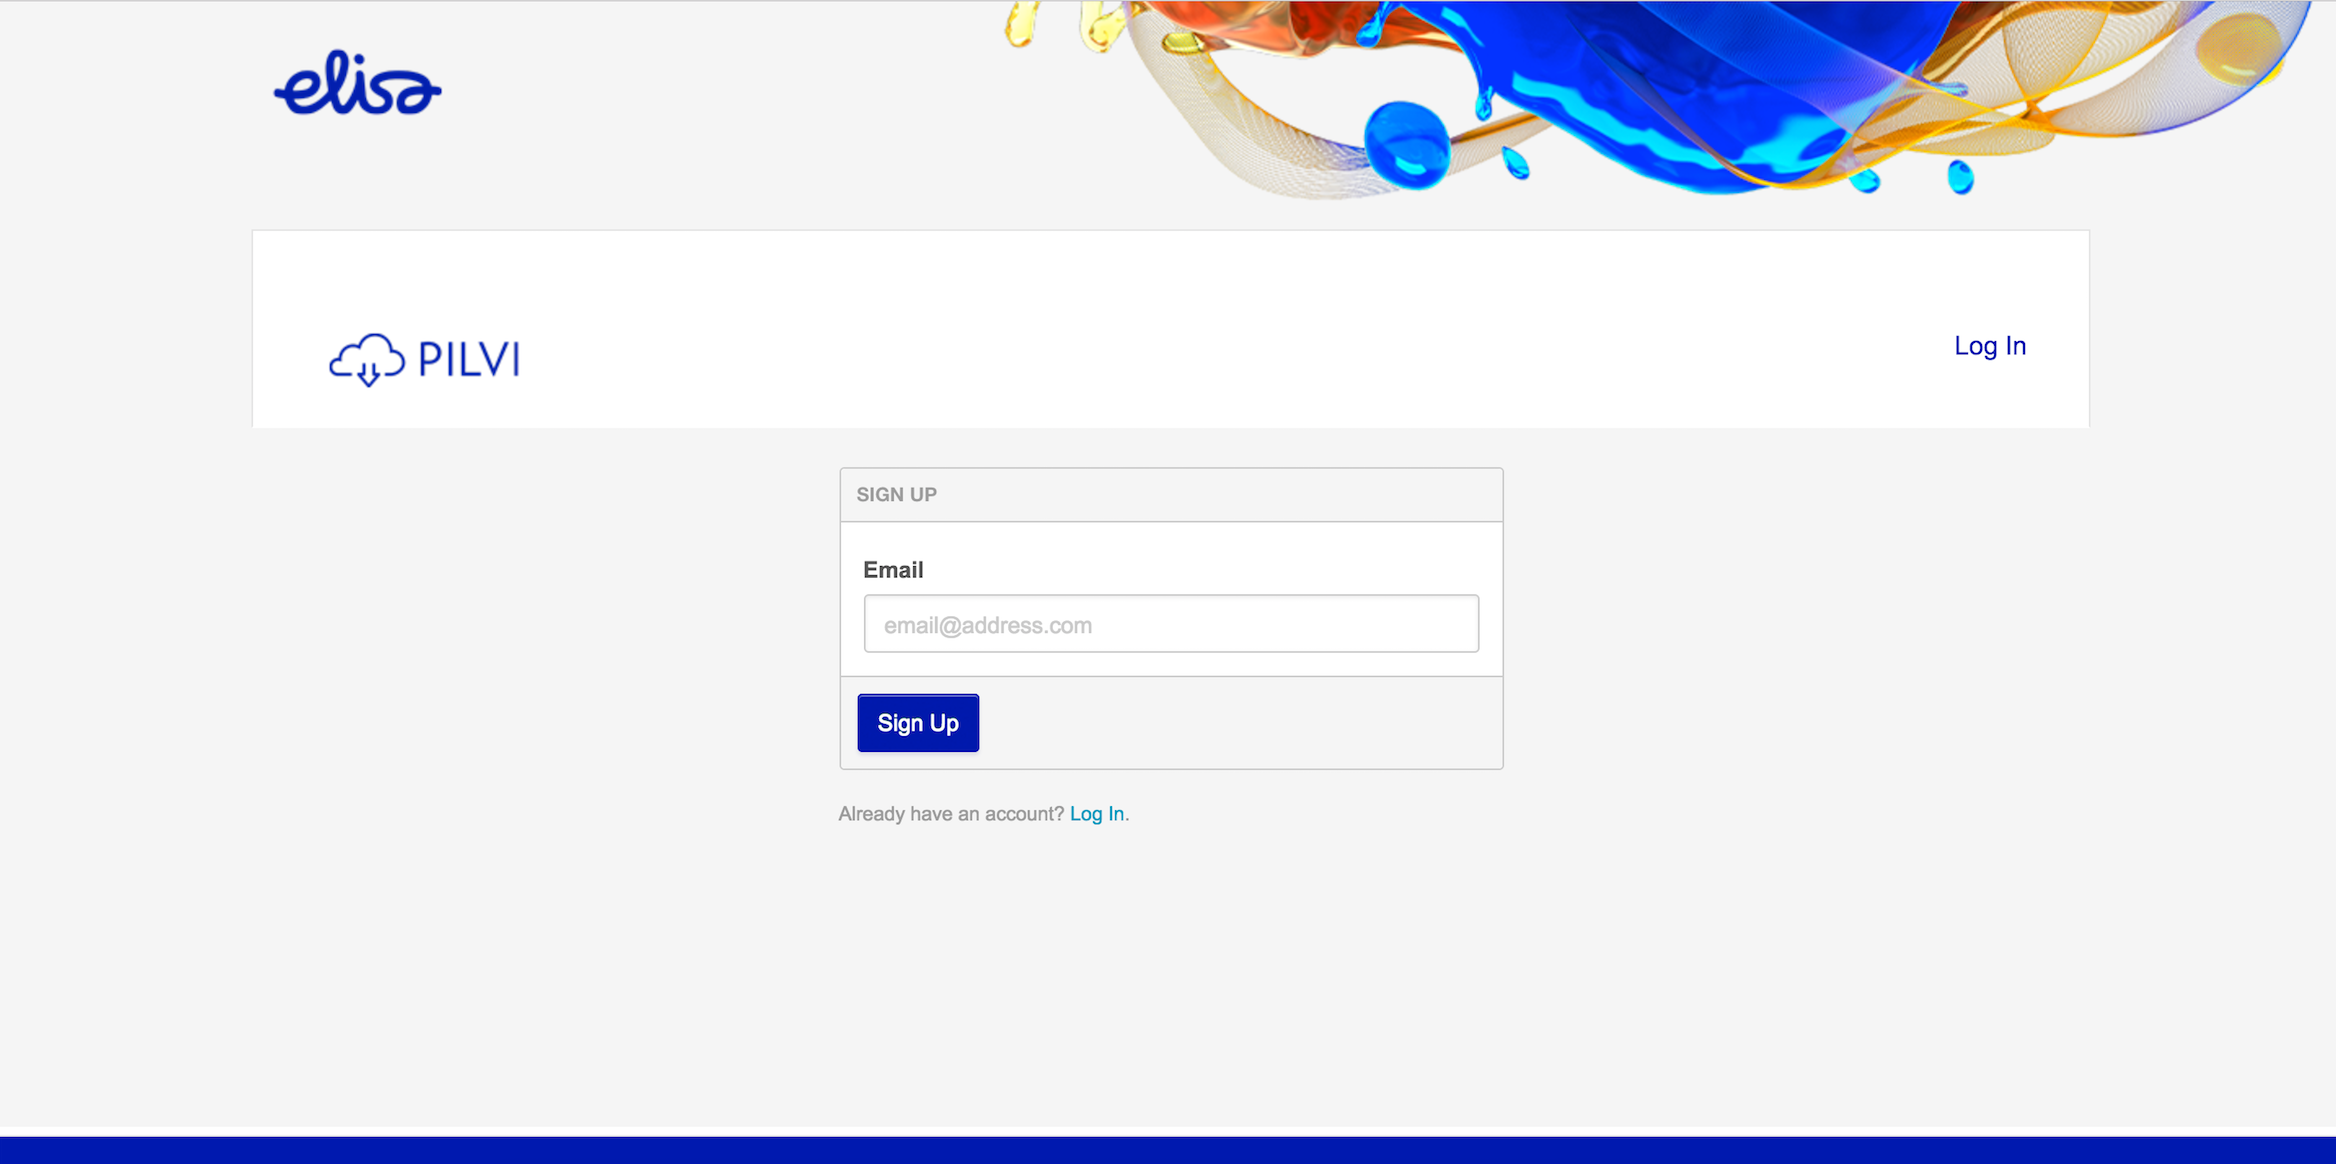 elisa
PILVI
Log In
SIGN UP
Email
email@address.com
Sign Up
Already have an account? Log In.